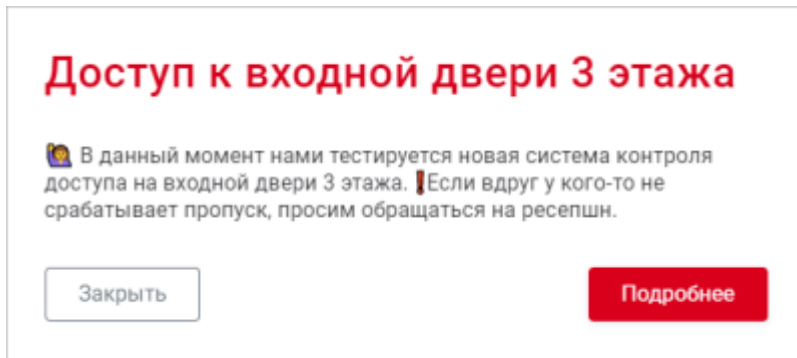 Доступ к входной двери 3 этажа
🙋 В данный момент нами тестируется новая система контроля
доступа на входной двери 3 этажа. ❗Если вдруг у кого-то не
срабатывает пропуск, просим обращаться на ресепшн.
Закрыть
Подробнее